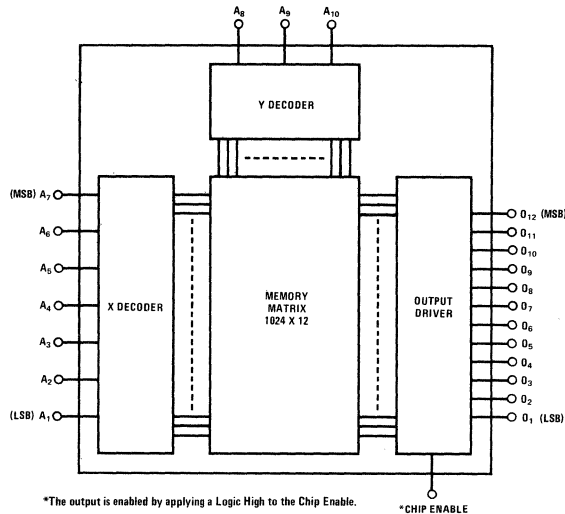 A8 A9 A10
Y DECODER
(MSB) A7
A6
A5
A4
A3
A2
(LSB) A1
X DECODER
MEMORY
MATRIX
1024 X 12
OUTPUT
DRIVER
O12 (MSB)
O11
O10
O9
O8
O7
O6
O5
O4
O3
O2
O1 (LSB)
*The output is enabled by applying a Logic High to the Chip Enable.
*CHIP ENABLE